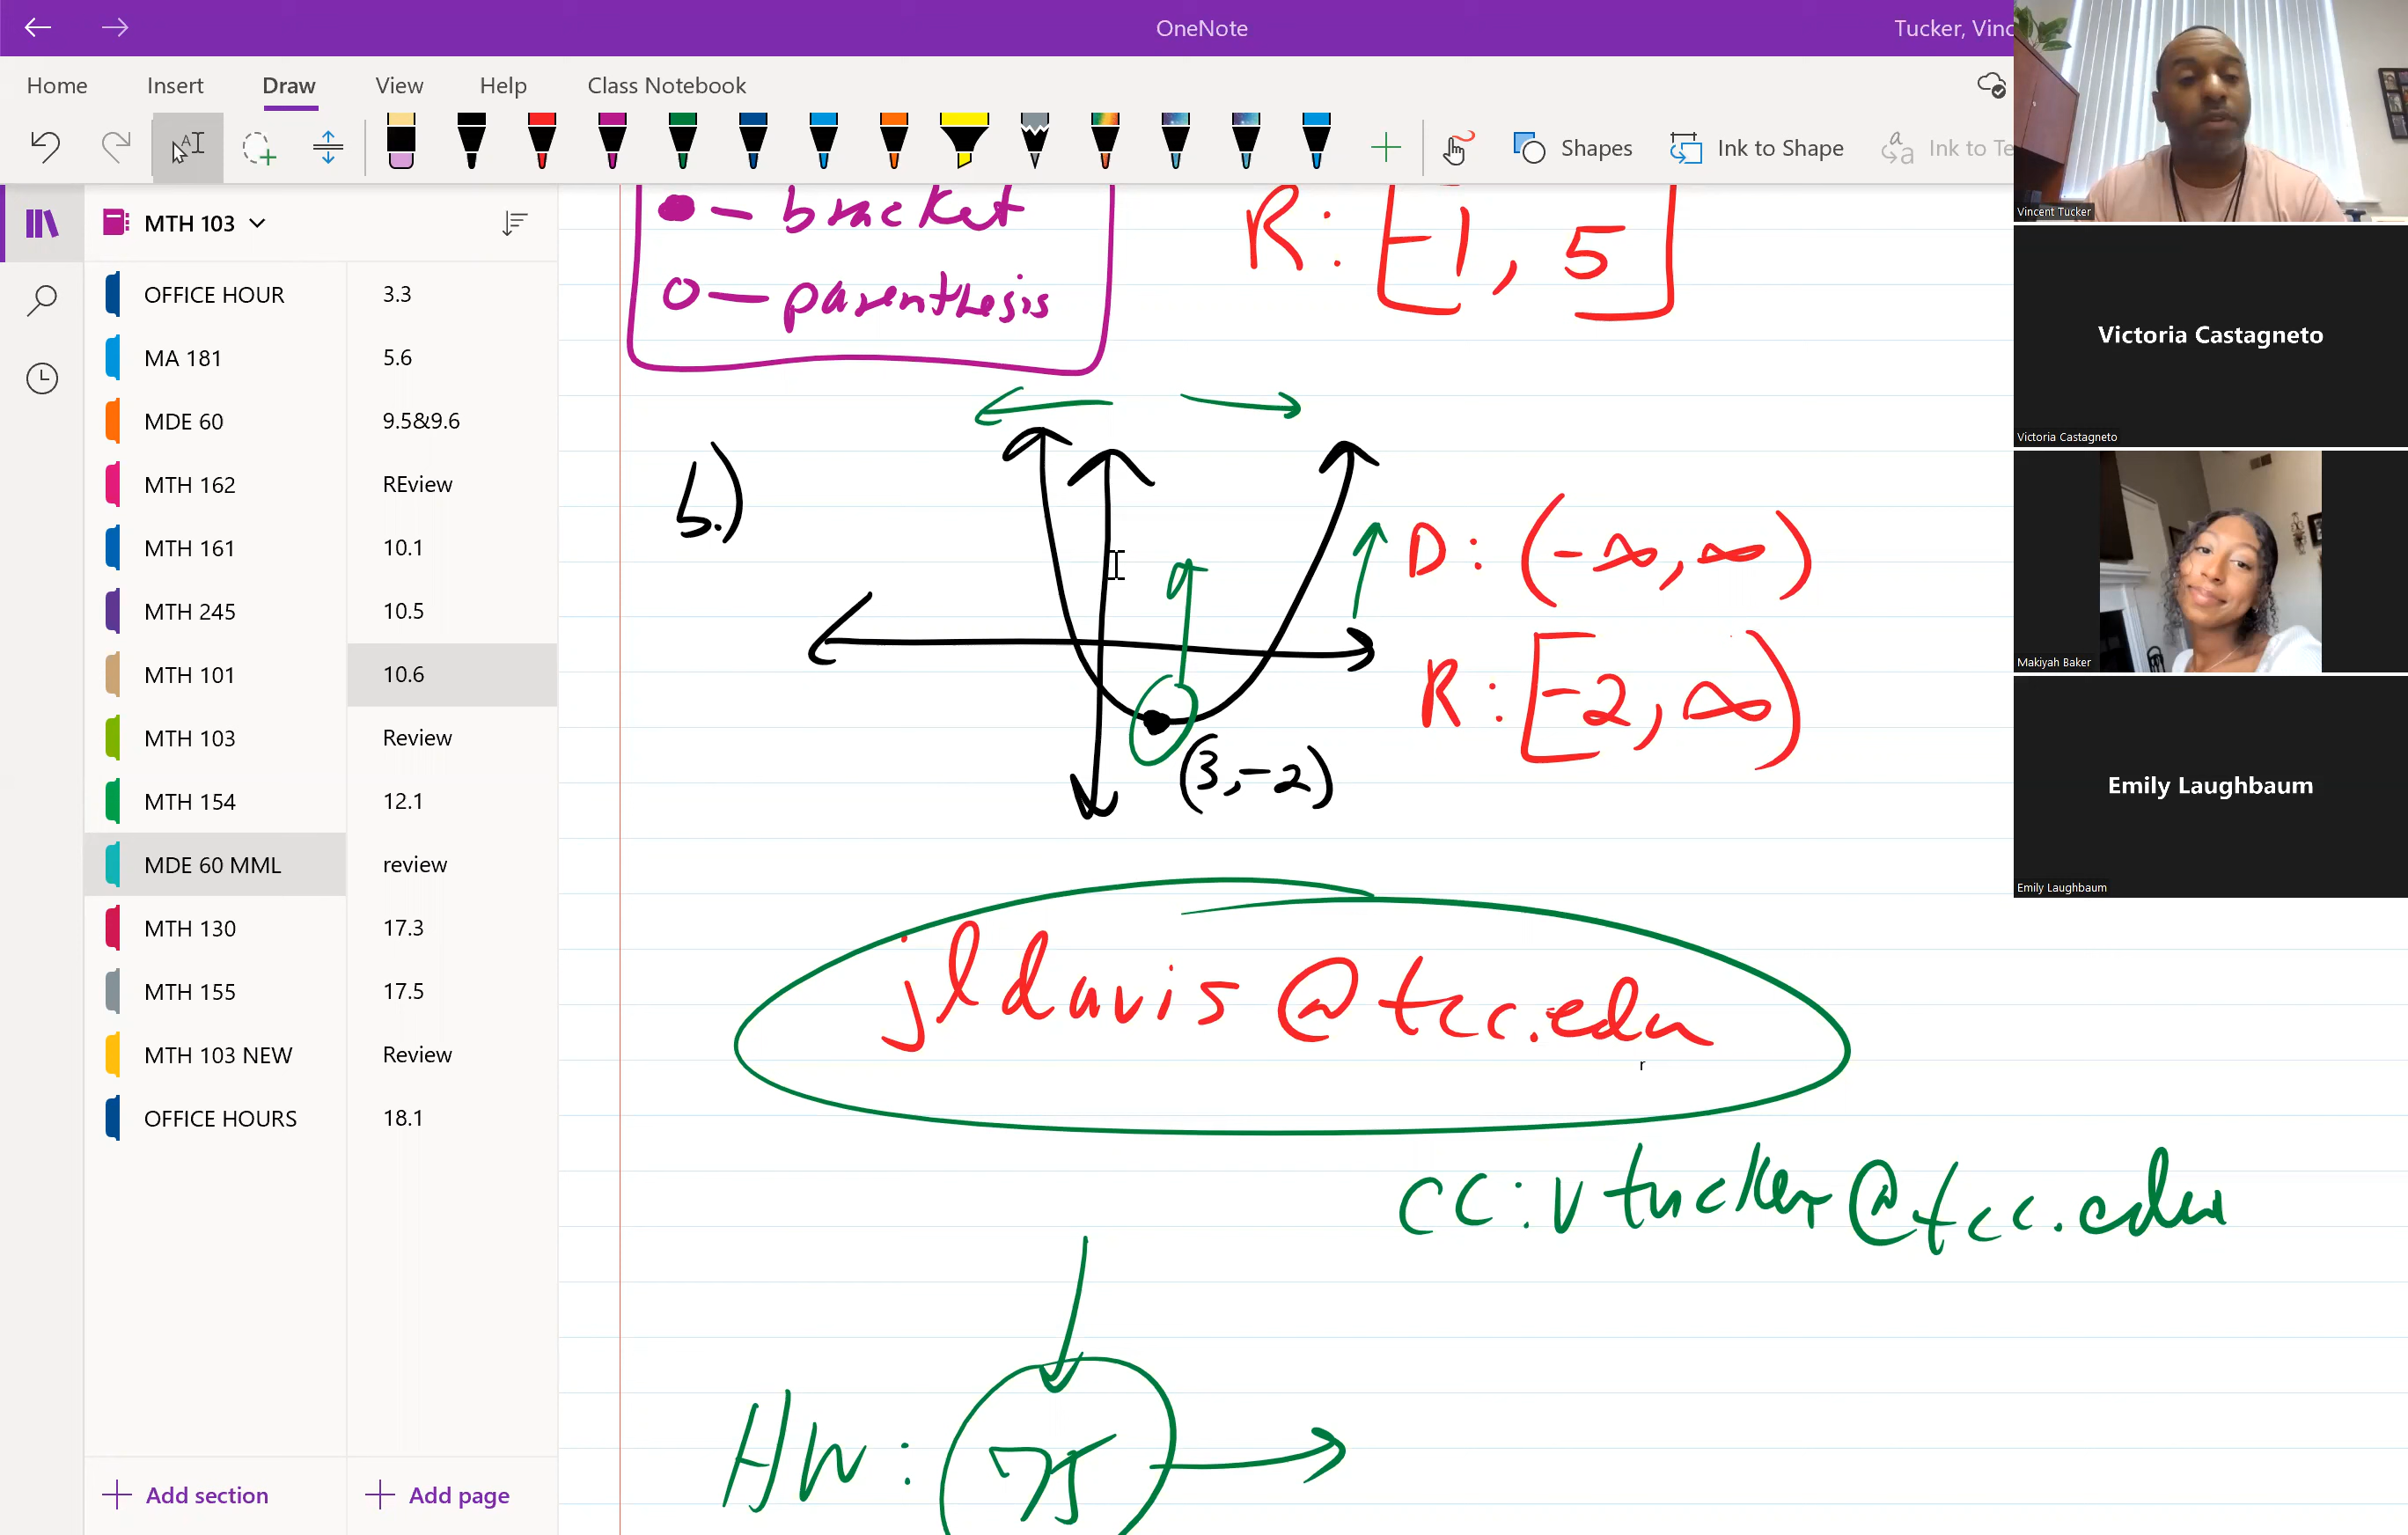 OneNote
Tucker, Vinc
Home Insert Draw View Help Class Notebook
Shapes Ink to Shape Ink to Te
MTH 103
OFFICE HOUR
MA 181
MDE 60
MTH 162
MTH 161
MTH 245
MTH 101
MTH 103
MTH 154
MDE 60 MML
MTH 130
MTH 155
MTH 103 NEW
OFFICE HOURS
Add section
3.3
5.6
9.5&9.6
REview
10.1
10.5
10.6
Review
12.1
review
17.3
17.5
Review
18.1
Add page
— bracket
— parenthesis
R: [-1, 5]
b.)
D: (-∞, ∞)
R: [-2, ∞)
(3, -2)
jldavis@tcc.edu
r
cc: vtucker@tcc.edu
HW: 75
Vincent Tucker
Victoria Castagneto
Victoria Castagneto
Makiyah Baker
Emily Laughbaum
Emily Laughbaum